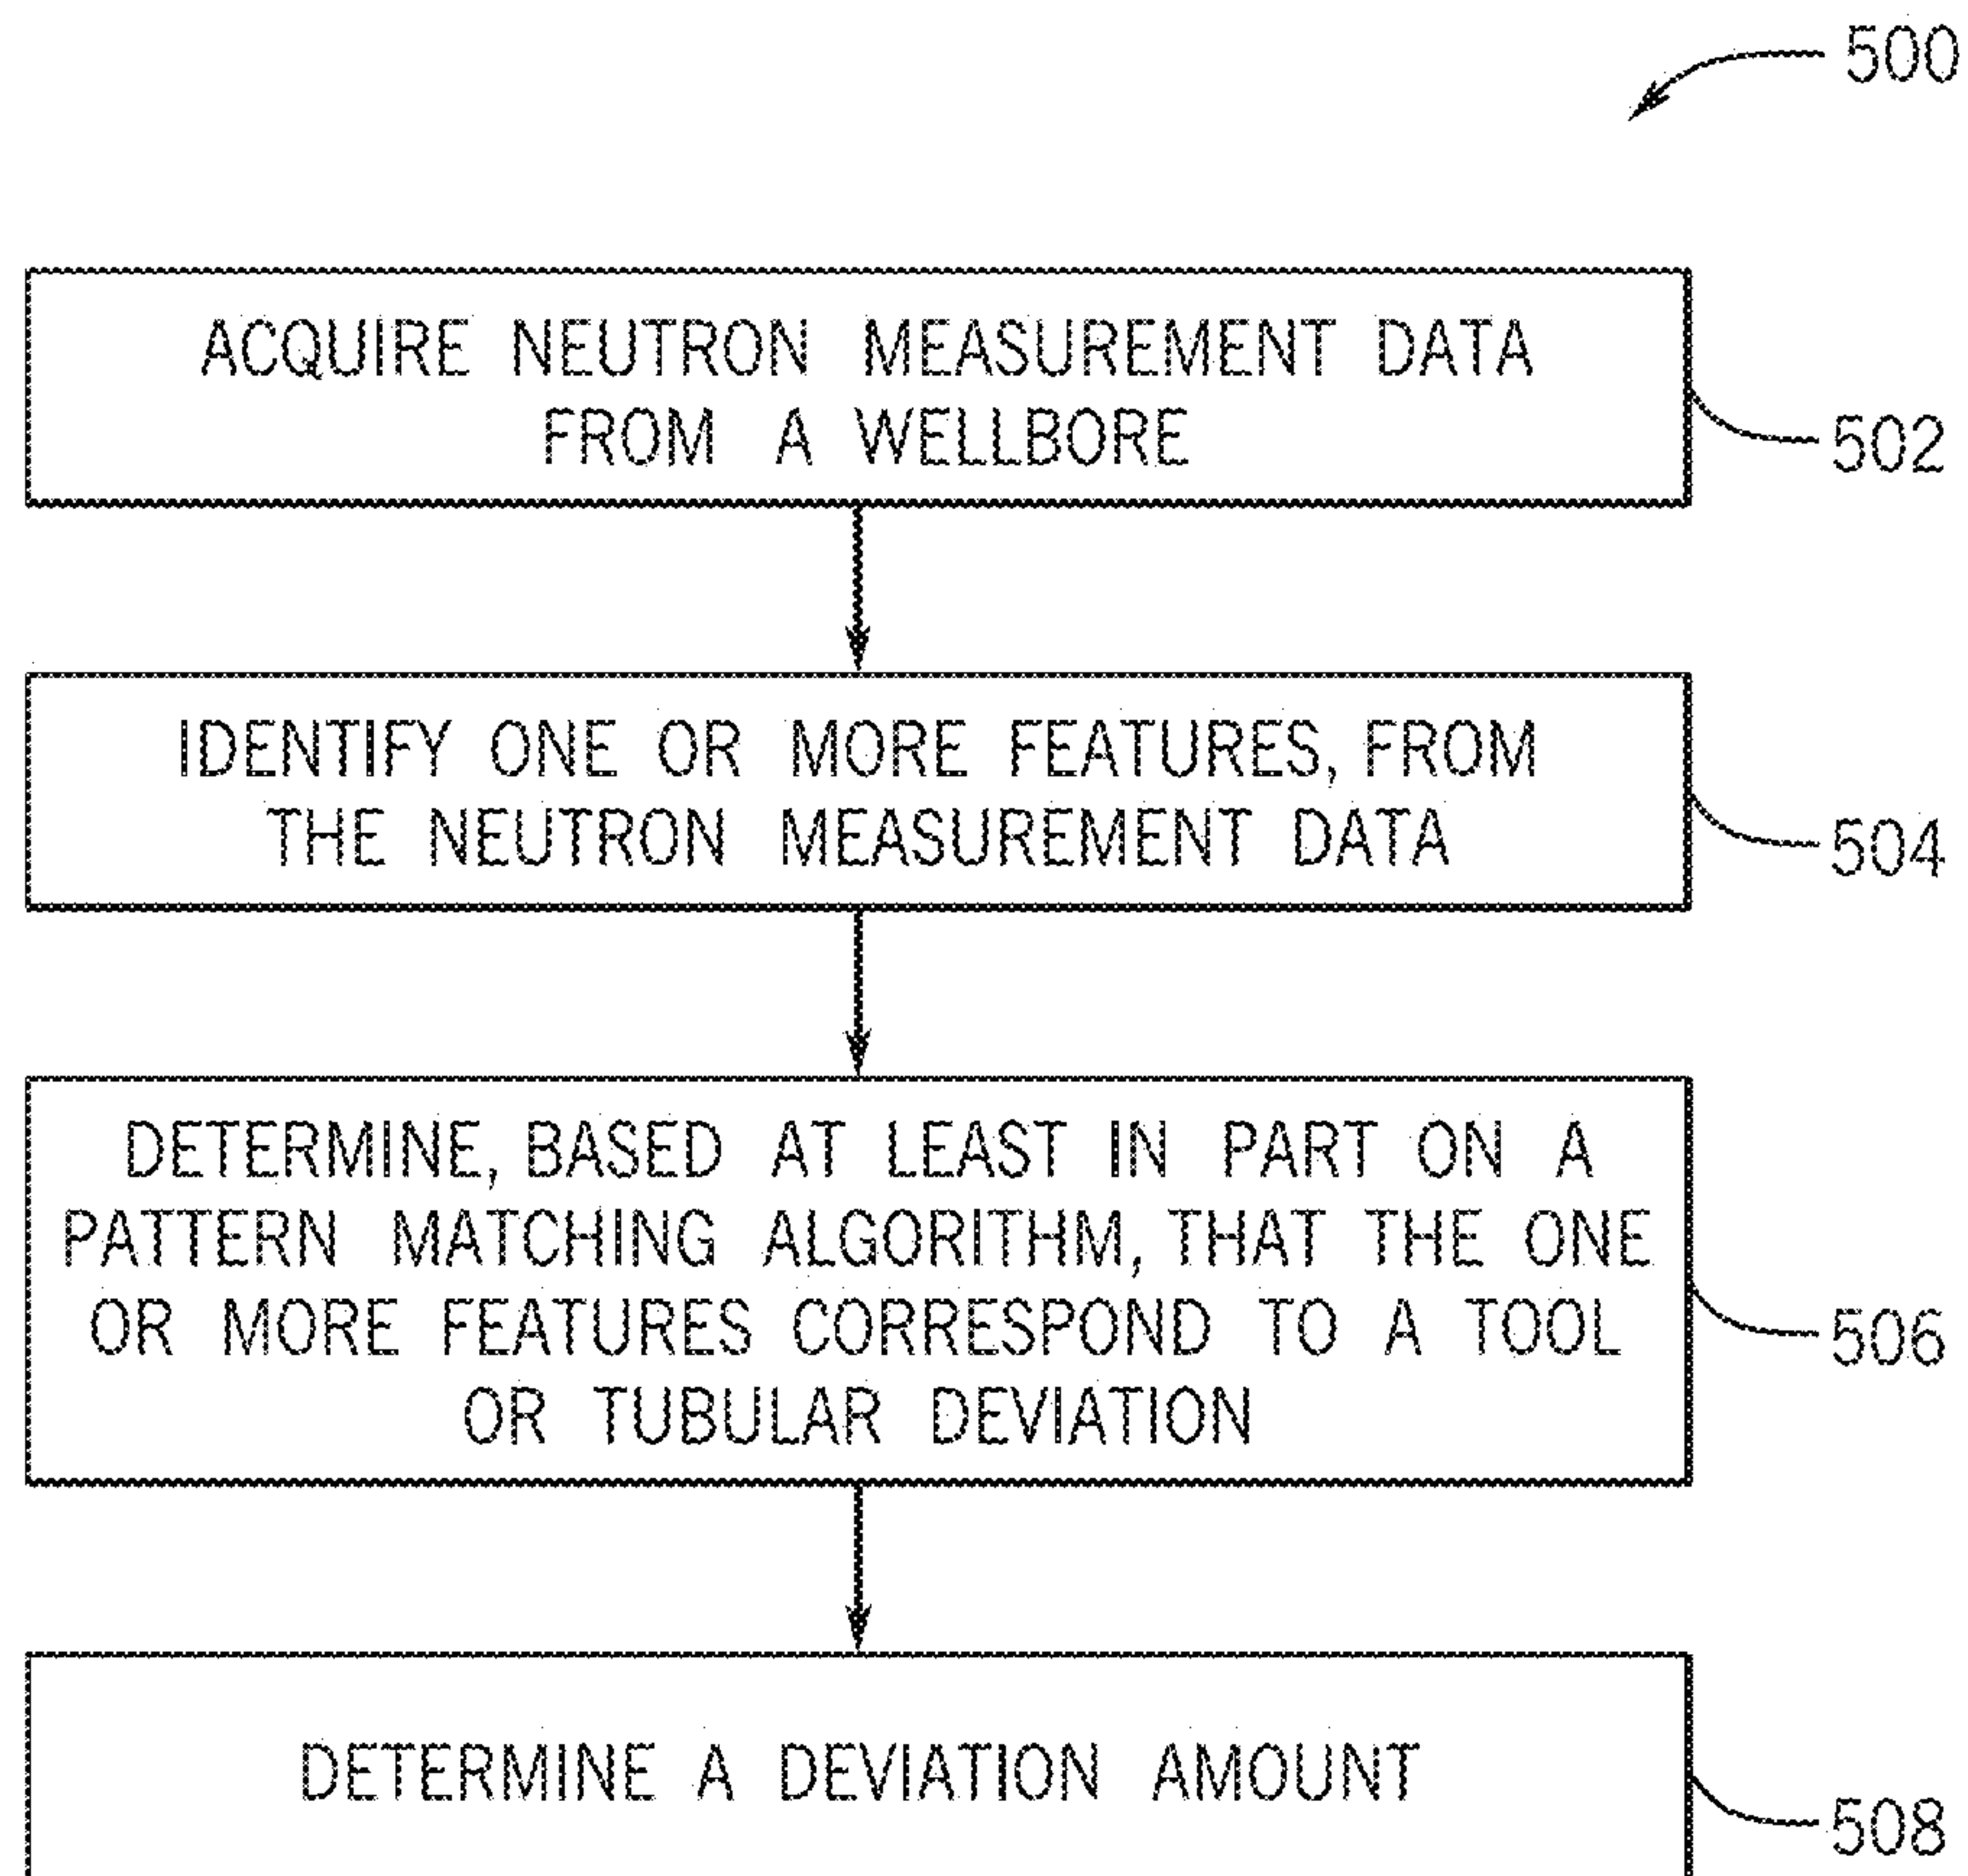 500
ACQUIRE NEUTRON MEASUREMENT DATA
FROM A WELLBORE
502
IDENTIFY ONE OR MORE FEATURES, FROM
THE NEUTRON MEASUREMENT DATA
504
DETERMINE, BASED AT LEAST IN PART ON A
PATTERN MATCHING ALGORITHM, THAT THE ONE
OR MORE FEATURES CORRESPOND TO A TOOL
OR TUBULAR DEVIATION
506
DETERMINE A DEVIATION AMOUNT
508